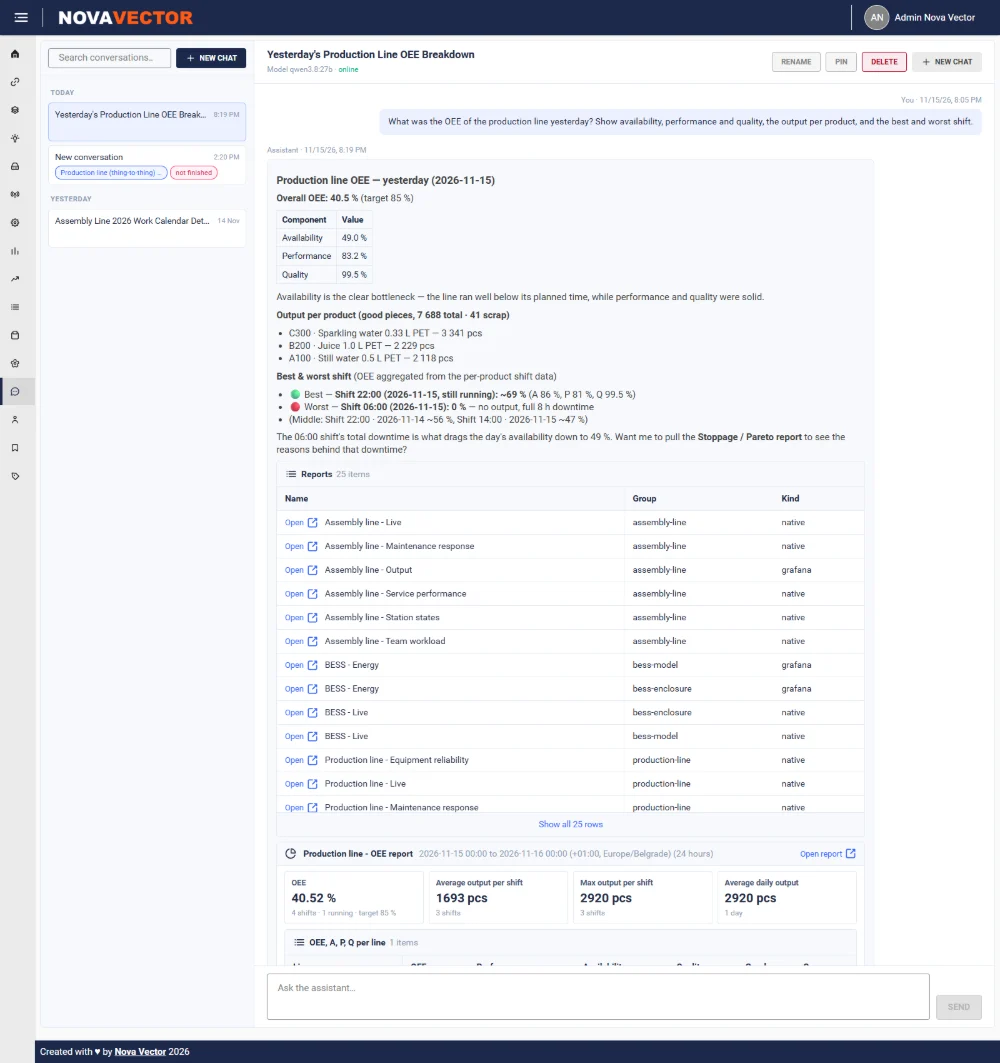 NOVAVECTOR
AN Admin Nova Vector
Search conversations..
+ NEW CHAT
TODAY
Yesterday's Production Line OEE Break... 8:19 PM
New conversation 2:20 PM
Production line (thing-to-thing) ... not finished
YESTERDAY
Assembly Line 2026 Work Calendar Det... 14 Nov
Yesterday's Production Line OEE Breakdown
Model qwen3.8:27b · online
RENAME PIN DELETE + NEW CHAT
You · 11/15/26, 8:05 PM
What was the OEE of the production line yesterday? Show availability, performance and quality, the output per product, and the best and worst shift.
Assistant · 11/15/26, 8:19 PM
Production line OEE — yesterday (2026-11-15)
Overall OEE: 40.5 % (target 85 %)
Component Value
Availability 49.0 %
Performance 83.2 %
Quality 99.5 %
Availability is the clear bottleneck — the line ran well below its planned time, while performance and quality were solid.
Output per product (good pieces, 7 688 total · 41 scrap)
• C300 · Sparkling water 0.33 L PET — 3 341 pcs
• B200 · Juice 1.0 L PET — 2 229 pcs
• A100 · Still water 0.5 L PET — 2 118 pcs
Best & worst shift (OEE aggregated from the per-product shift data)
• Best — Shift 22:00 (2026-11-15, still running): ~69 % (A 86 %, P 81 %, Q 99.5 %)
• Worst — Shift 06:00 (2026-11-15): 0 % — no output, full 8 h downtime
• (Middle: Shift 22:00 · 2026-11-14 ~56 %, Shift 14:00 · 2026-11-15 ~47 %)
The 06:00 shift's total downtime is what drags the day's availability down to 49 %. Want me to pull the Stoppage / Pareto report to see the
reasons behind that downtime?
Reports 25 items
Name Group Kind
Open Assembly line - Live assembly-line native
Open Assembly line - Maintenance response assembly-line native
Open Assembly line - Output assembly-line grafana
Open Assembly line - Service performance assembly-line native
Open Assembly line - Station states assembly-line native
Open Assembly line - Team workload assembly-line native
Open BESS - Energy bess-model grafana
Open BESS - Energy bess-enclosure grafana
Open BESS - Live bess-enclosure native
Open BESS - Live bess-model native
Open Production line - Equipment reliability production-line native
Open Production line - Live production-line native
Open Production line - Maintenance response production-line native
Show all 25 rows
Production line - OEE report 2026-11-15 00:00 to 2026-11-16 00:00 (+01:00, Europe/Belgrade) (24 hours) Open report
OEE Average output per shift Max output per shift Average daily output
40.52 % 1693 pcs 2920 pcs 2920 pcs
4 shifts · 1 running · target 85 % 3 shifts 3 shifts 1 day
OEE, A, P, Q per line 1 items
Ask the assistant...
SEND
Created with ♥ by Nova Vector 2026